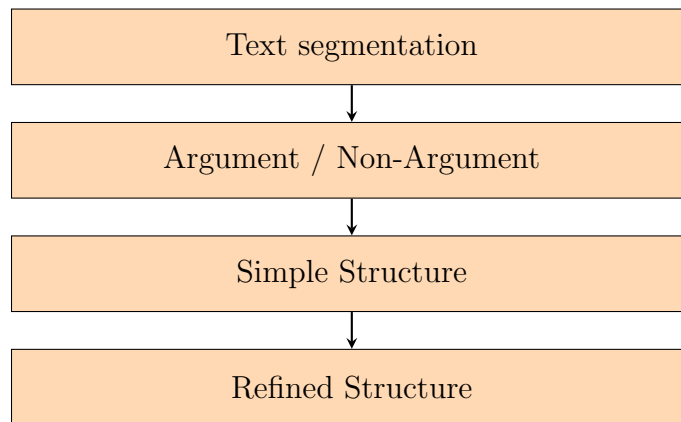 Text segmentation
Argument / Non-Argument
Simple Structure
Refined Structure